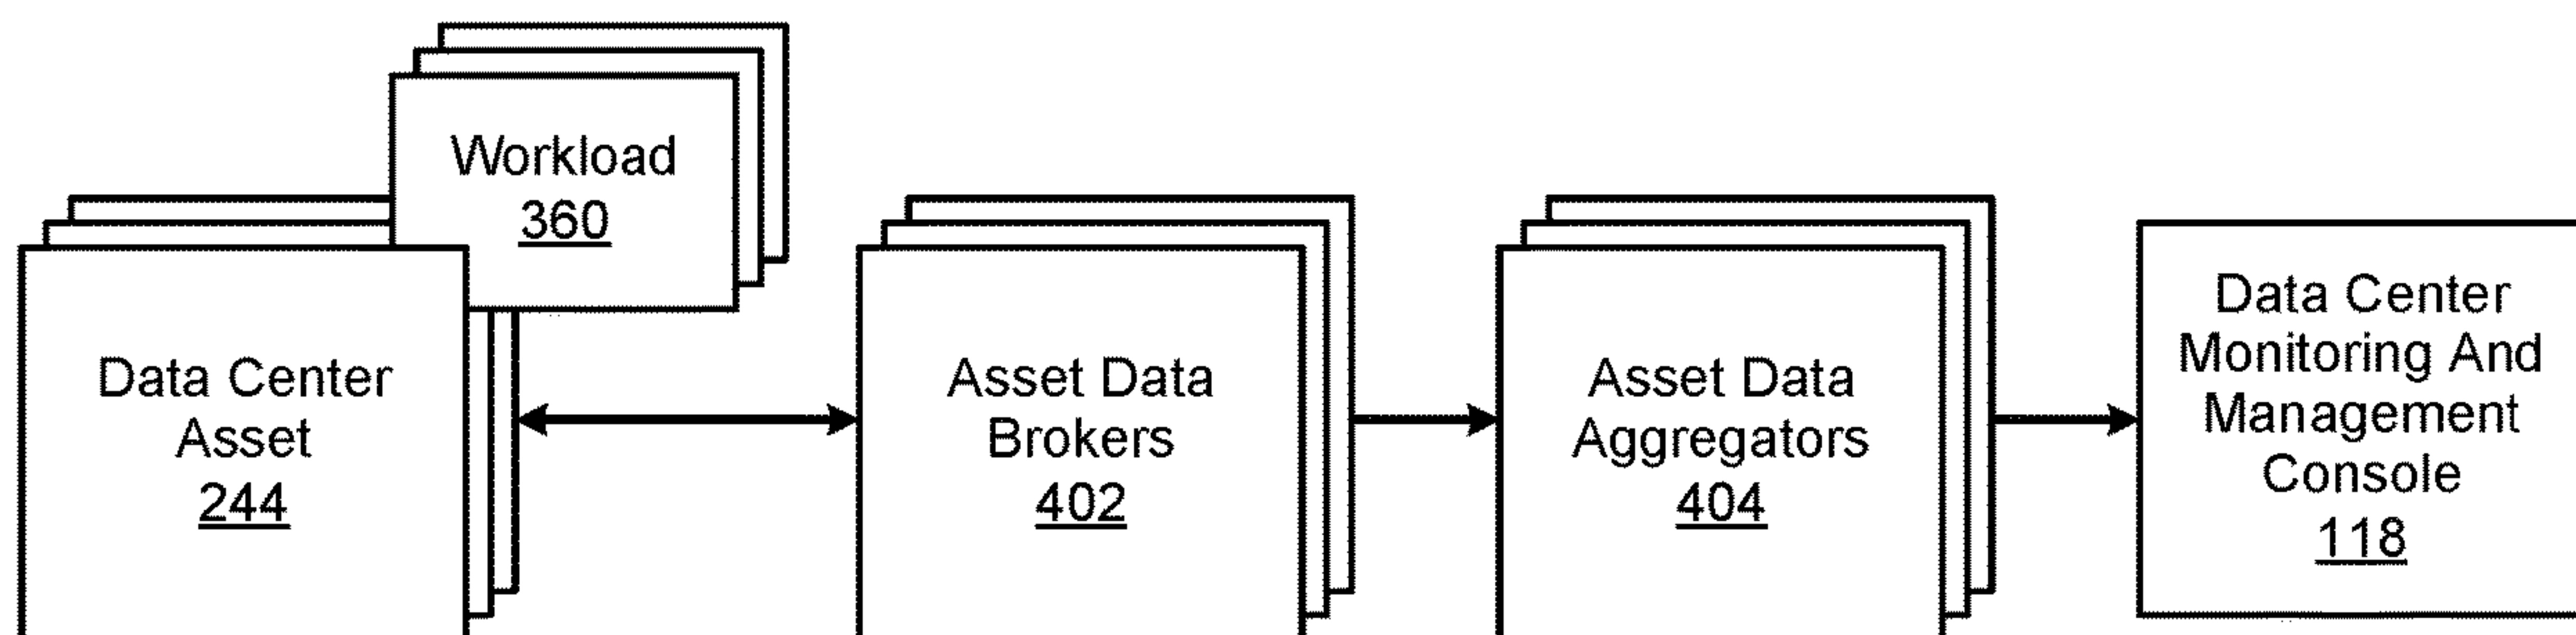 Workload
360
Data Center
Asset
244
Asset Data
Brokers
402
Asset Data
Aggregators
404
Data Center
Monitoring And
Management
Console
118